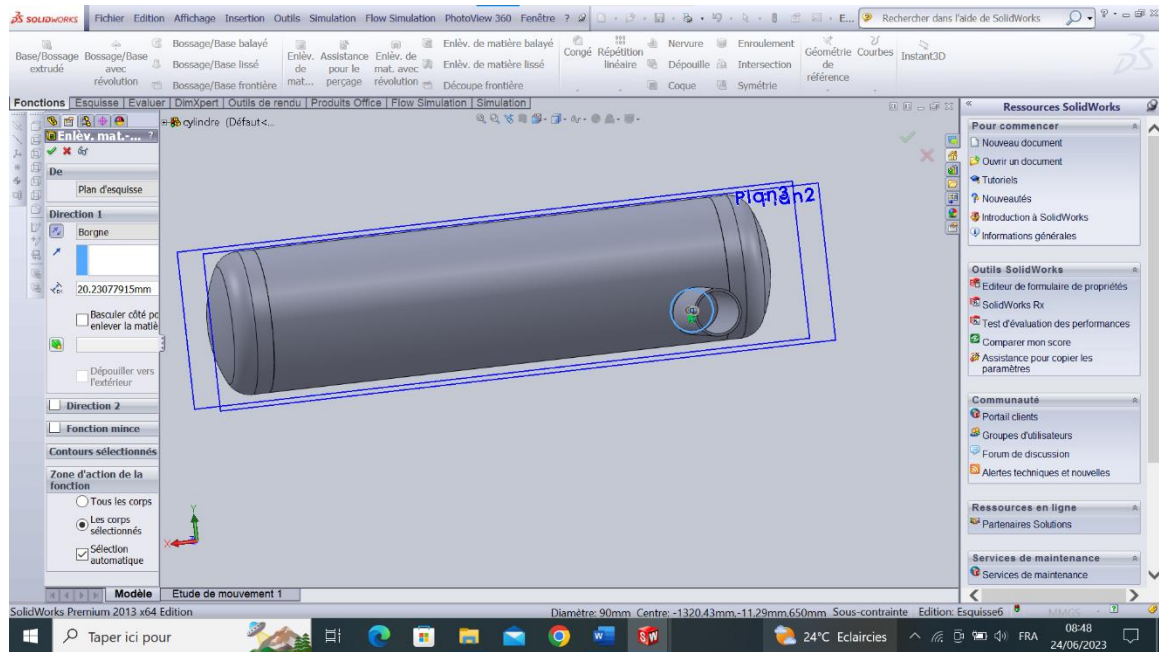 SOLIDWORKS Fichier Edition Affichage Insertion Outils Simulation Flow Simulation PhotoView 360 Fenêtre ? E... Rechercher dans l'aide de SolidWorks
Base/Bossage extrudé
Bossage/Base avec révolution
Bossage/Base balayé
Bossage/Base lissé
Bossage/Base frontière
Enlèv. de mat...
Assistance pour le perçage
Enlèv. de mat. avec révolution
Enlèv. de matière balayé
Enlèv. de matière lissé
Découpe frontière
Congé
Répétition linéaire
Nervure
Dépouille
Coque
Enroulement
Intersection
Symétrie
Géométrie de référence
Courbes
Instant3D
Fonctions Esquisse Evaluer DimXpert Outils de rendu Produits Office Flow Simulation Simulation
cylindre (Défaut<...
Enlèv. mat.-... ?
De
Plan d'esquisse
Direction 1
Borgne
20.23077915mm
Basculer côté po
enlever la matiè
Dépouiller vers
l'extérieur
Direction 2
Fonction mince
Contours sélectionnés
Zone d'action de la
fonction
Tous les corps
Les corps
sélectionnés
Sélection
automatique
Plan3
n2
Y
X
Ressources SolidWorks
Pour commencer
Nouveau document
Ouvrir un document
Tutoriels
Nouveautés
Introduction à SolidWorks
Informations générales
Outils SolidWorks
Editeur de formulaire de propriétés
SolidWorks Rx
Test d'évaluation des performances
Comparer mon score
Assistance pour copier les
paramètres
Communauté
Portail clients
Groupes d'utilisateurs
Forum de discussion
Alertes techniques et nouvelles
Ressources en ligne
Partenaires Solutions
Services de maintenance
Services de maintenance
Modèle Etude de mouvement 1
SolidWorks Premium 2013 x64 Edition Diamètre: 90mm Centre: -1320.43mm,-11.29mm,650mm Sous-contrainte Edition: Esquisse6 MMGS
Taper ici pour 24°C Eclaircies FRA 08:48
24/06/2023